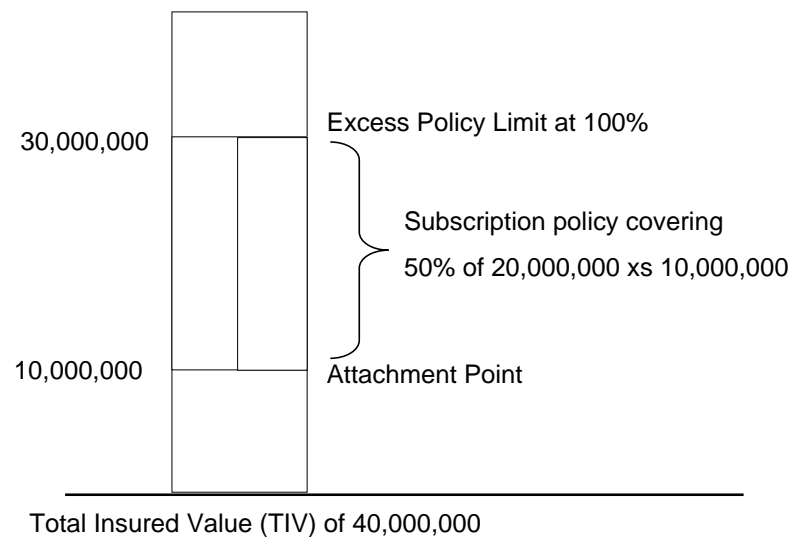 Excess Policy Limit at 100%
30,000,000
Subscription policy covering
50% of 20,000,000 xs 10,000,000
10,000,000
Attachment Point
Total Insured Value (TIV) of 40,000,000